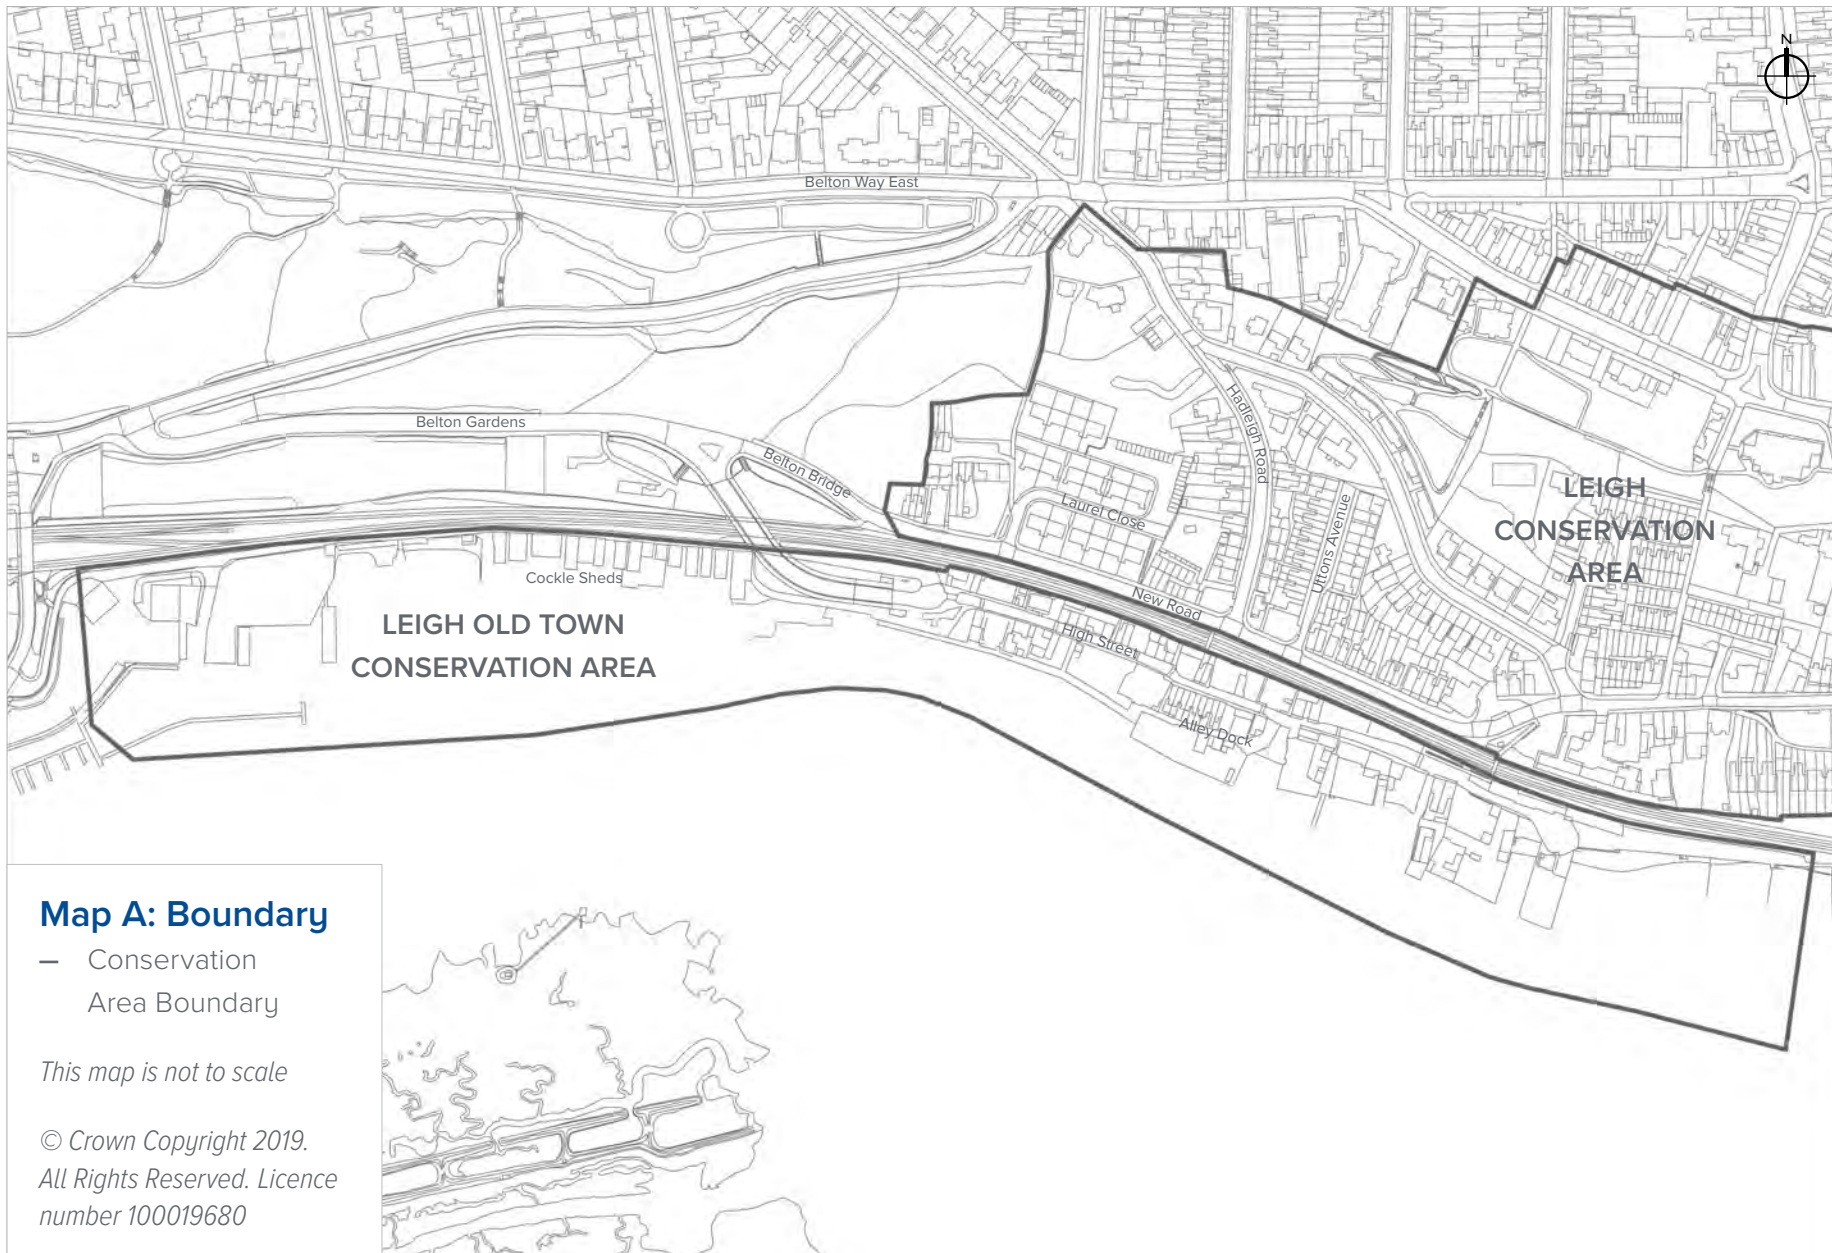 N
Belton Way East
Belton Gardens
Belton Bridge
Hadleigh Road
Laurel Close
Uttons Avenue
LEIGH
CONSERVATION
AREA
Cockle Sheds
New Road
LEIGH OLD TOWN
CONSERVATION AREA
High Street
Alley Dock
Map A: Boundary
– Conservation
Area Boundary
This map is not to scale
© Crown Copyright 2019.
All Rights Reserved. Licence
number 100019680